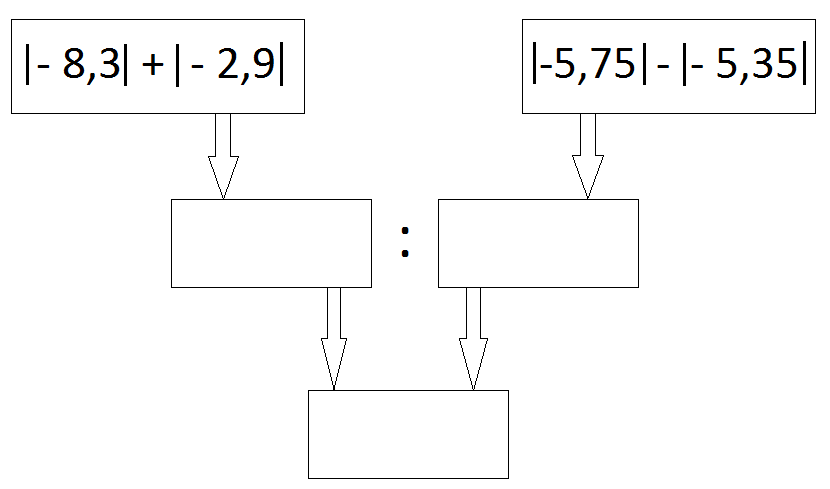 |- 8,3| + | - 2,9|
|-5,75| - |- 5,35|
: